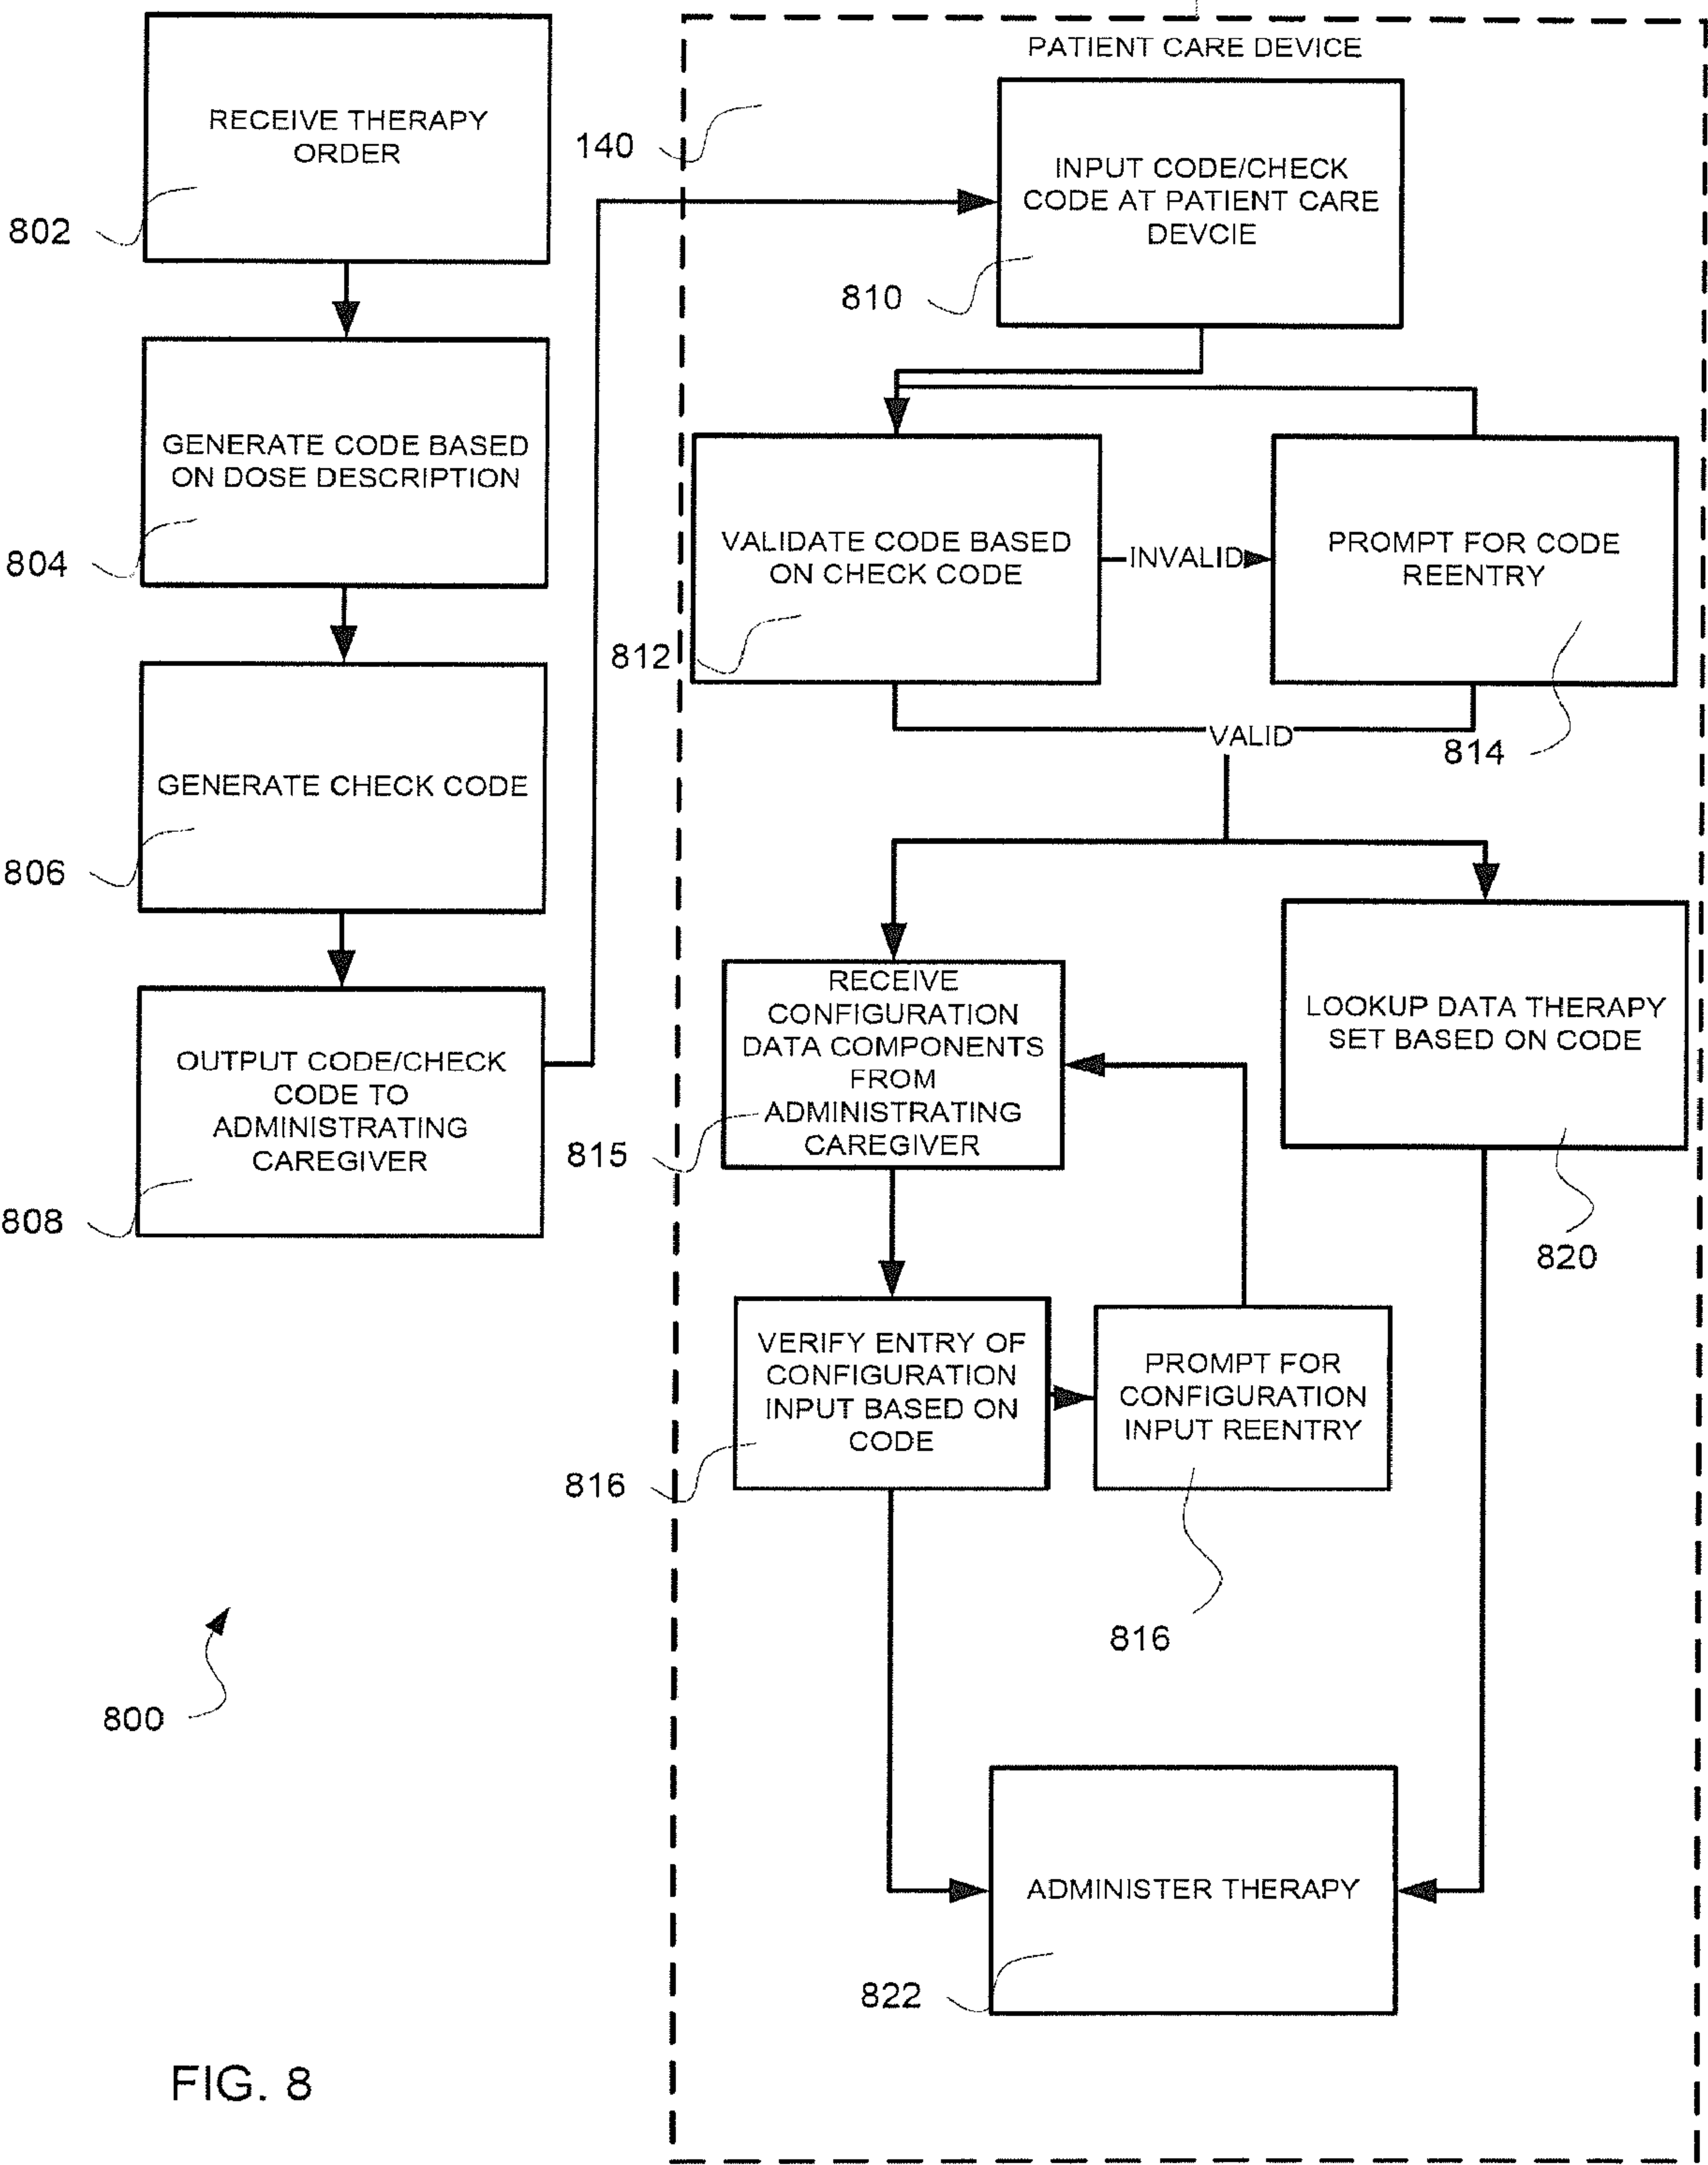 RECEIVE THERAPY
ORDER
802
GENERATE CODE BASED
ON DOSE DESCRIPTION
804
GENERATE CHECK CODE
806
OUTPUT CODE/CHECK
CODE TO
ADMINISTRATING
CAREGIVER
808
PATIENT CARE DEVICE
140
INPUT CODE/CHECK
CODE AT PATIENT CARE
DEVCIE
810
VALIDATE CODE BASED
ON CHECK CODE
812
INVALID
PROMPT FOR CODE
REENTRY
814
VALID
RECEIVE
CONFIGURATION
DATA COMPONENTS
FROM
ADMINISTRATING
CAREGIVER
815
LOOKUP DATA THERAPY
SET BASED ON CODE
820
VERIFY ENTRY OF
CONFIGURATION
INPUT BASED ON
CODE
816
PROMPT FOR
CONFIGURATION
INPUT REENTRY
816
ADMINISTER THERAPY
822
800
FIG. 8